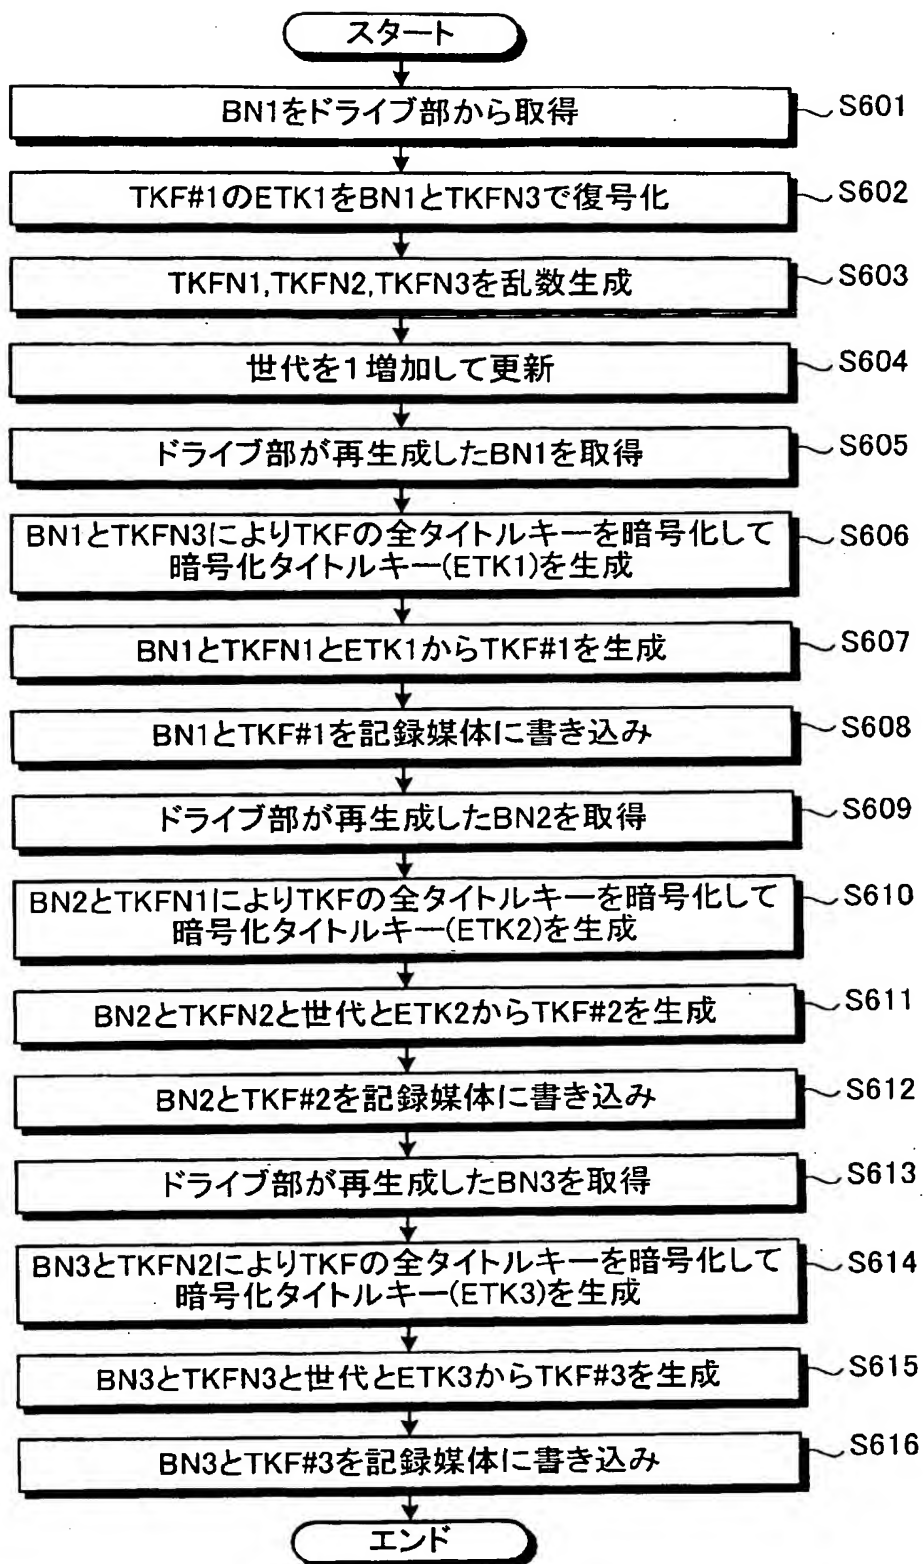 スタート
BN1をドライブ部から取得
S601
TKF#1のETK1をBN1とTKFN3で復号化
S602
TKFN1,TKFN2,TKFN3を乱数生成
S603
世代を1増加して更新
S604
ドライブ部が再生成したBN1を取得
S605
BN1とTKFN3によりTKFの全タイトルキーを暗号化して
暗号化タイトルキー(ETK1)を生成
S606
BN1とTKFN1とETK1からTKF#1を生成
S607
BN1とTKF#1を記録媒体に書き込み
S608
ドライブ部が再生成したBN2を取得
S609
BN2とTKFN1によりTKFの全タイトルキーを暗号化して
暗号化タイトルキー(ETK2)を生成
S610
BN2とTKFN2と世代とETK2からTKF#2を生成
S611
BN2とTKF#2を記録媒体に書き込み
S612
ドライブ部が再生成したBN3を取得
S613
BN3とTKFN2によりTKFの全タイトルキーを暗号化して
暗号化タイトルキー(ETK3)を生成
S614
BN3とTKFN3と世代とETK3からTKF#3を生成
S615
BN3とTKF#3を記録媒体に書き込み
S616
エンド